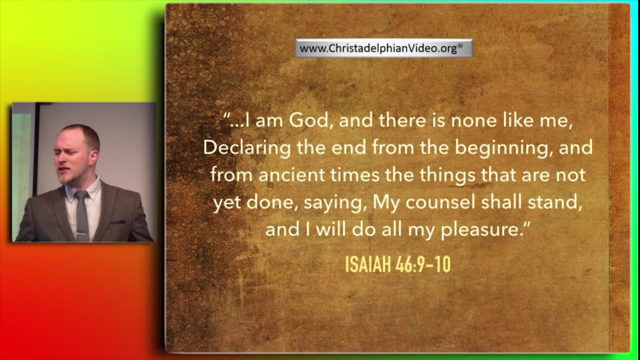 www.ChristadelphianVideo.org®
“...I am God, and there is none like me,
Declaring the end from the beginning, and
from ancient times the things that are not
yet done, saying, My counsel shall stand,
and I will do all my pleasure.”
ISAIAH 46:9–10